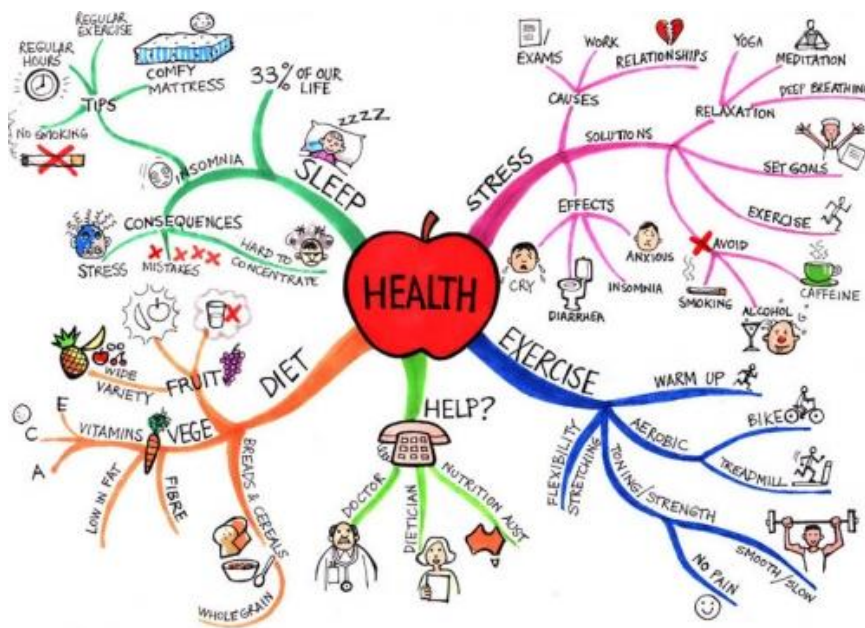 HEALTH
SLEEP
33% OF OUR
LIFE
ZZZZ
INSOMNIA
TIPS
REGULAR
HOURS
REGULAR
EXERCISE
COMFY
MATTRESS
NO SMOKING
CONSEQUENCES
STRESS
MISTAKES
HARD TO
CONCENTRATE
STRESS
CAUSES
EXAMS
WORK
RELATIONSHIPS
SOLUTIONS
RELAXATION
YOGA
MEDITATION
DEEP BREATHING
SET GOALS
EXERCISE
AVOID
SMOKING
ALCOHOL
CAFFEINE
EFFECTS
CRY
DIARRHEA
INSOMNIA
ANXIOUS
EXERCISE
WARM UP
AEROBIC
BIKE
TREADMILL
TONING/STRENGTH
SMOOTH/SLOW
NO PAIN
FLEXIBILITY
STRETCHING
HELP?
DOCTOR
DIETICIAN
NUTRITION AUST
DIET
FRUIT
WIDE
VARIETY
VEGE
VITAMINS
E
C
A
LOW IN FAT
FIBRE
BREADS & CEREALS
WHOLEGRAIN